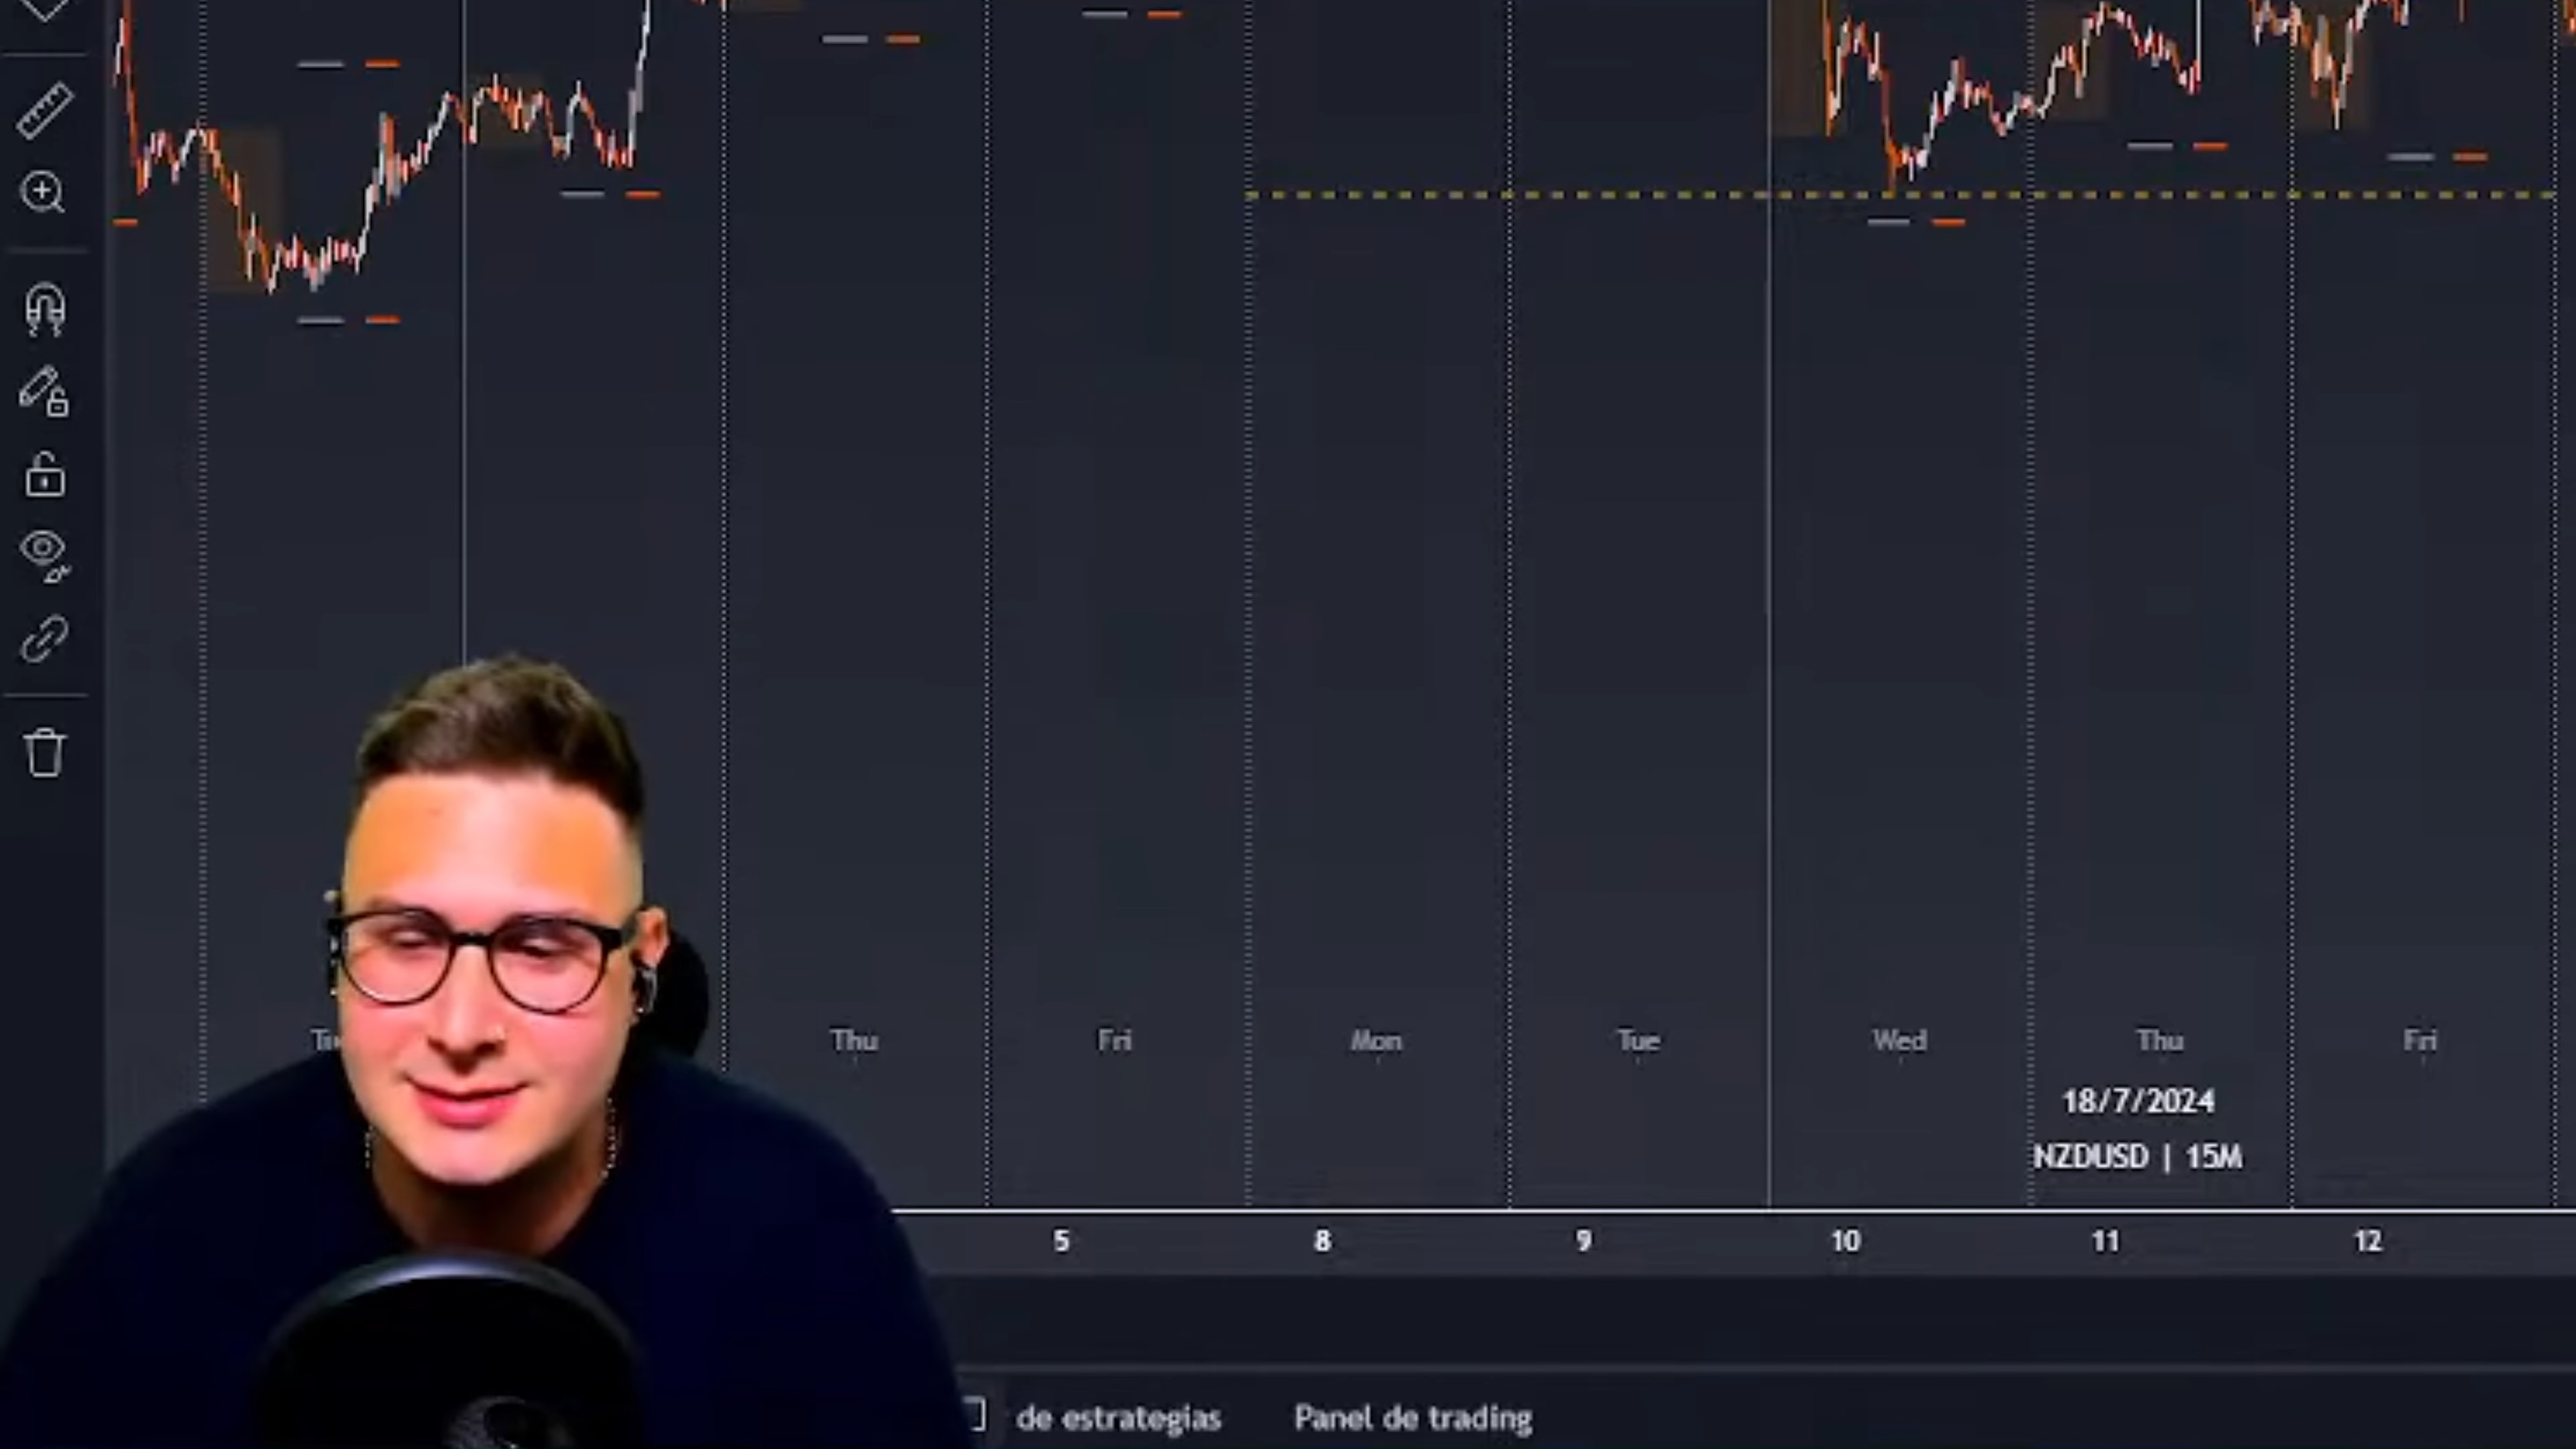 Thu Fri Mon Tue Wed Thu Fri
18/7/2024
NZDUSD | 15M
5 8 9 10 11 12
de estrategias Panel de trading